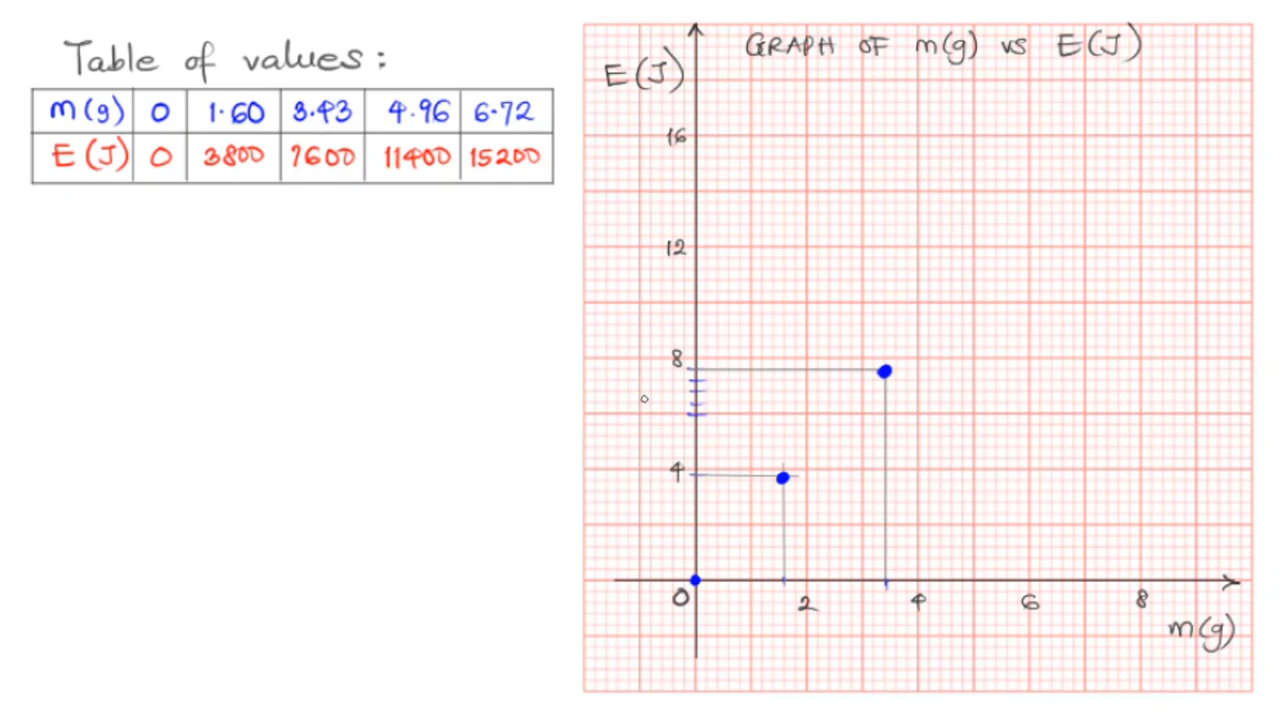 Table of values:
m(g) 0 1.60 3.43 4.96 6.72
E(J) 0 3800 7600 11400 15200
GRAPH OF m(g) vs E(J)
E(J)
16
12
8
4
0 2 4 6 8
m(g)